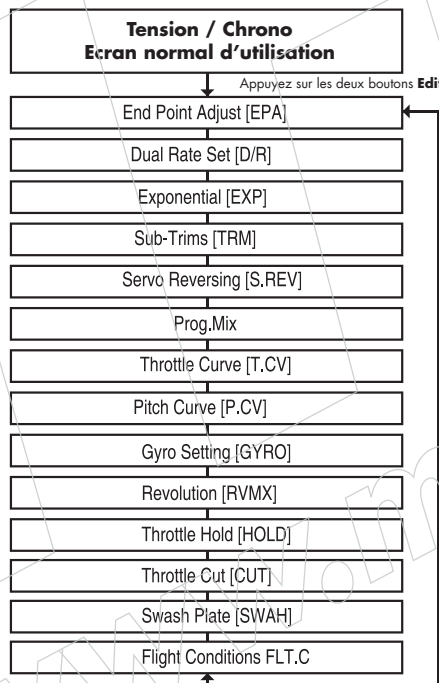 Tension / Chrono
Ecran normal d'utilisation
Appuyez sur les deux boutons
End Point Adjust [EPA]
Dual Rate Set [D/R]
Exponential [EXP]
Sub-Trims [TRM]
Servo Reversing [S.REV]
Prog.Mix
Throttle Curve [T.CV]
Pitch Curve [P.CV]
Gyro Setting [GYRO]
Revolution [RVMX]
Throttle Hold [HOLD]
Throttle Cut [CUT]
Swash Plate [SWAH]
Flight Conditions FLT.C